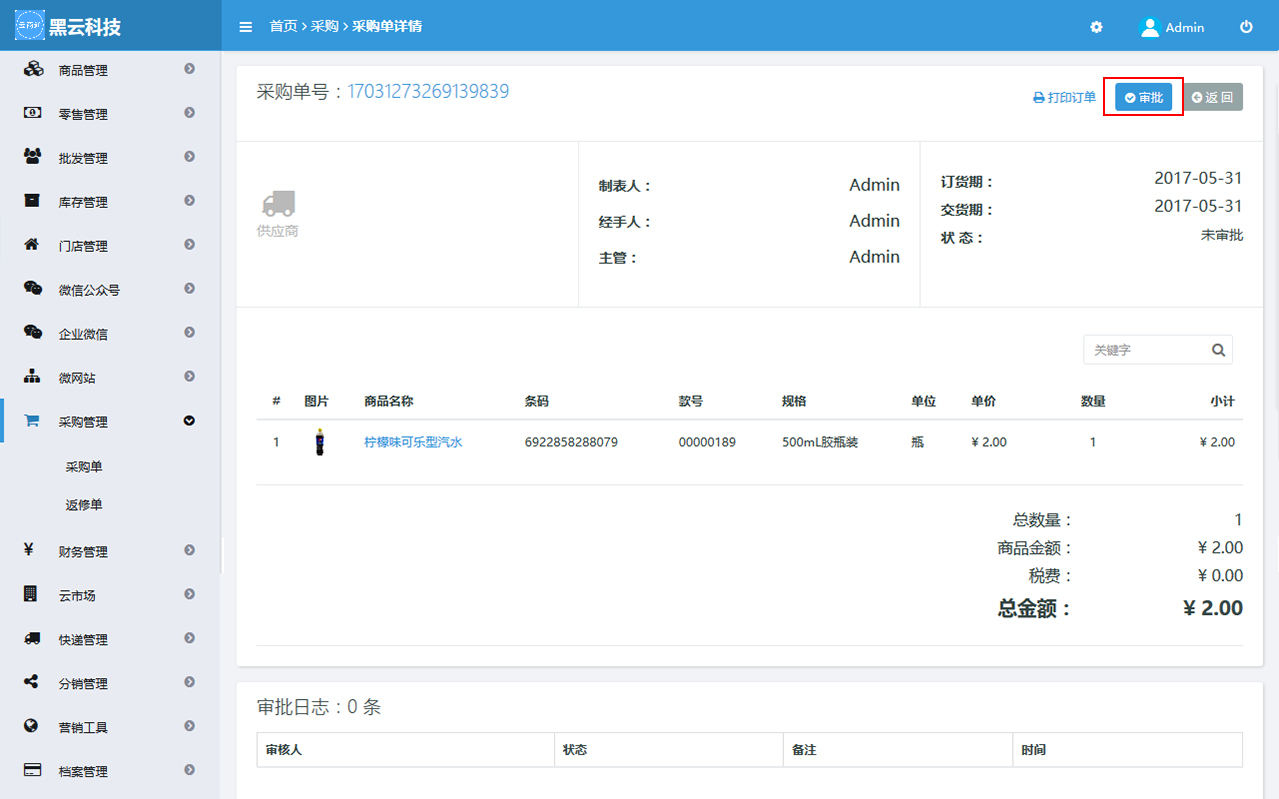 黑云科技
首页 > 采购 > 采购单详情
Admin
商品管理
零售管理
批发管理
库存管理
门店管理
微信公众号
企业微信
微网站
采购管理
采购单
返修单
财务管理
云市场
快递管理
分销管理
营销工具
档案管理
采购单号：17031273269139839
打印订单 审批 返 回
供应商
制表人： Admin
经手人： Admin
主管： Admin
订货期： 2017-05-31
交货期： 2017-05-31
状 态： 未审批
关键字
# 图片 商品名称 条码 款号 规格 单位 单价 数量 小计
1 柠檬味可乐型汽水 6922858288079 00000189 500mL胶瓶装 瓶 ¥ 2.00 1 ¥ 2.00
总数量： 1
商品金额： ¥ 2.00
税费： ¥ 0.00
总金额： ¥ 2.00
审批日志：0 条
审核人 状态 备注 时间